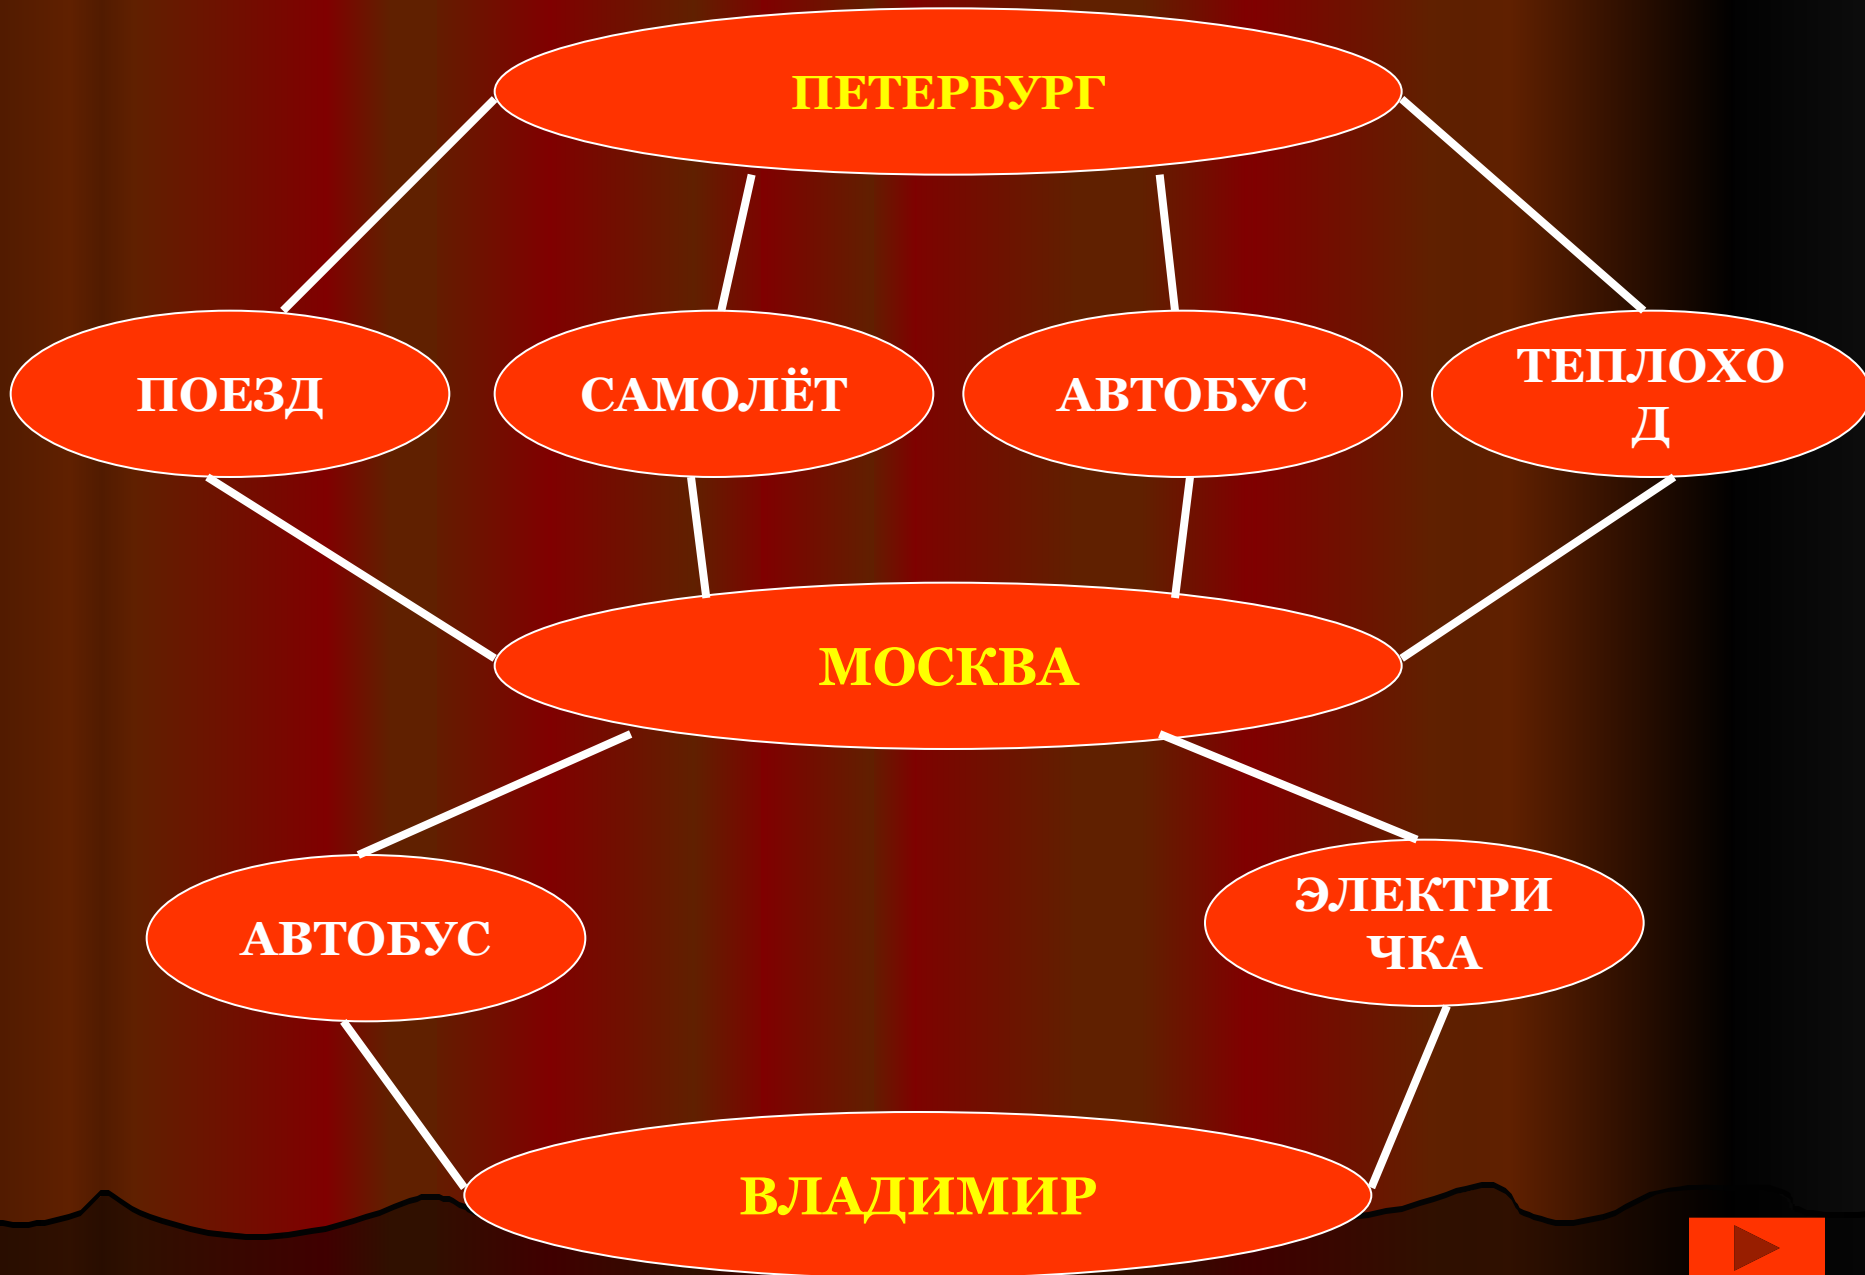 ПЕТЕРБУРГ
ПОЕЗД
САМОЛЁТ
АВТОБУС
ТЕПЛОХО
Д
МОСКВА
АВТОБУС
ЭЛЕКТРИ
ЧКА
ВЛАДИМИР